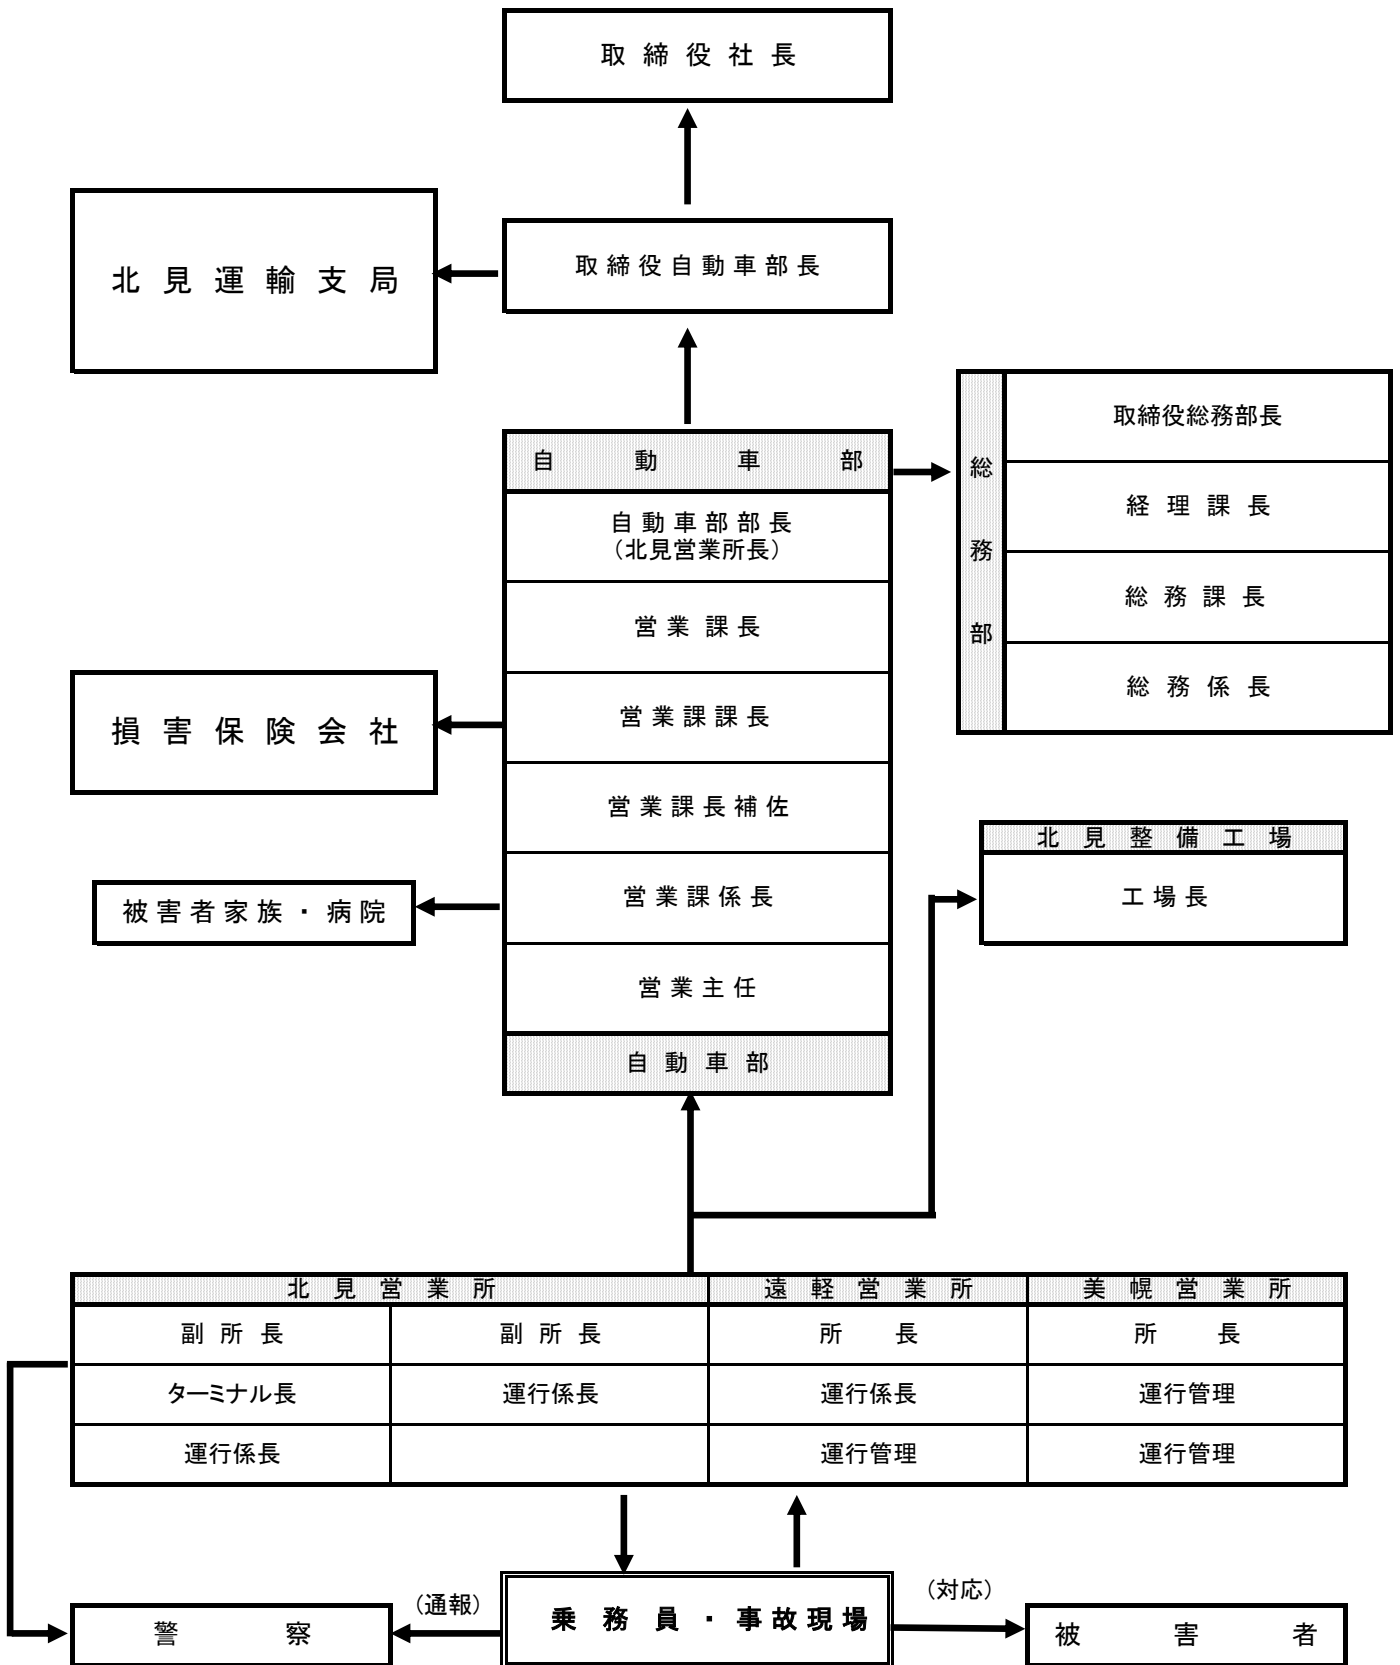 取締役社長
北見運輸支局
取締役自動車部長
自動車部
自動車部部長
（北見営業所長）
営業課長
営業課課長
営業課長補佐
営業課係長
営業主任
自動車部
総務部
取締役総務部長
経理課長
総務課長
総務係長
損害保険会社
被害者家族・病院
北見整備工場
工場長
北見営業所 遠軽営業所 美幌営業所
副所長 副所長 所長 所長
ターミナル長 運行係長 運行係長 運行管理
運行係長 運行管理 運行管理
（通報）
（対応）
警察
乗務員・事故現場
被害者